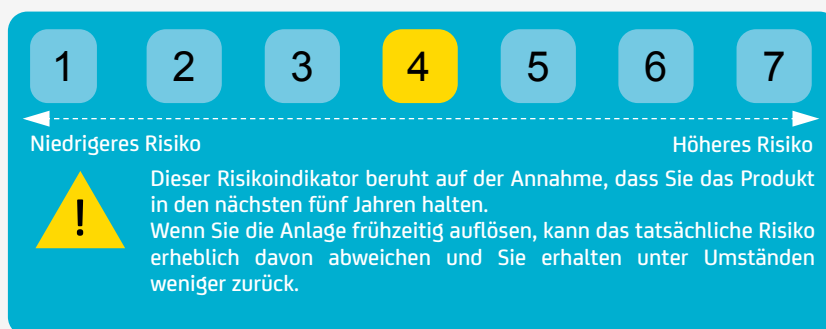 1 2 3 4 5 6 7
Niedrigeres Risiko Höheres Risiko
!
Dieser Risikoindikator beruht auf der Annahme, dass Sie das Produkt
in den nächsten fünf Jahren halten.
Wenn Sie die Anlage frühzeitig auflösen, kann das tatsächliche Risiko
erheblich davon abweichen und Sie erhalten unter Umständen
weniger zurück.